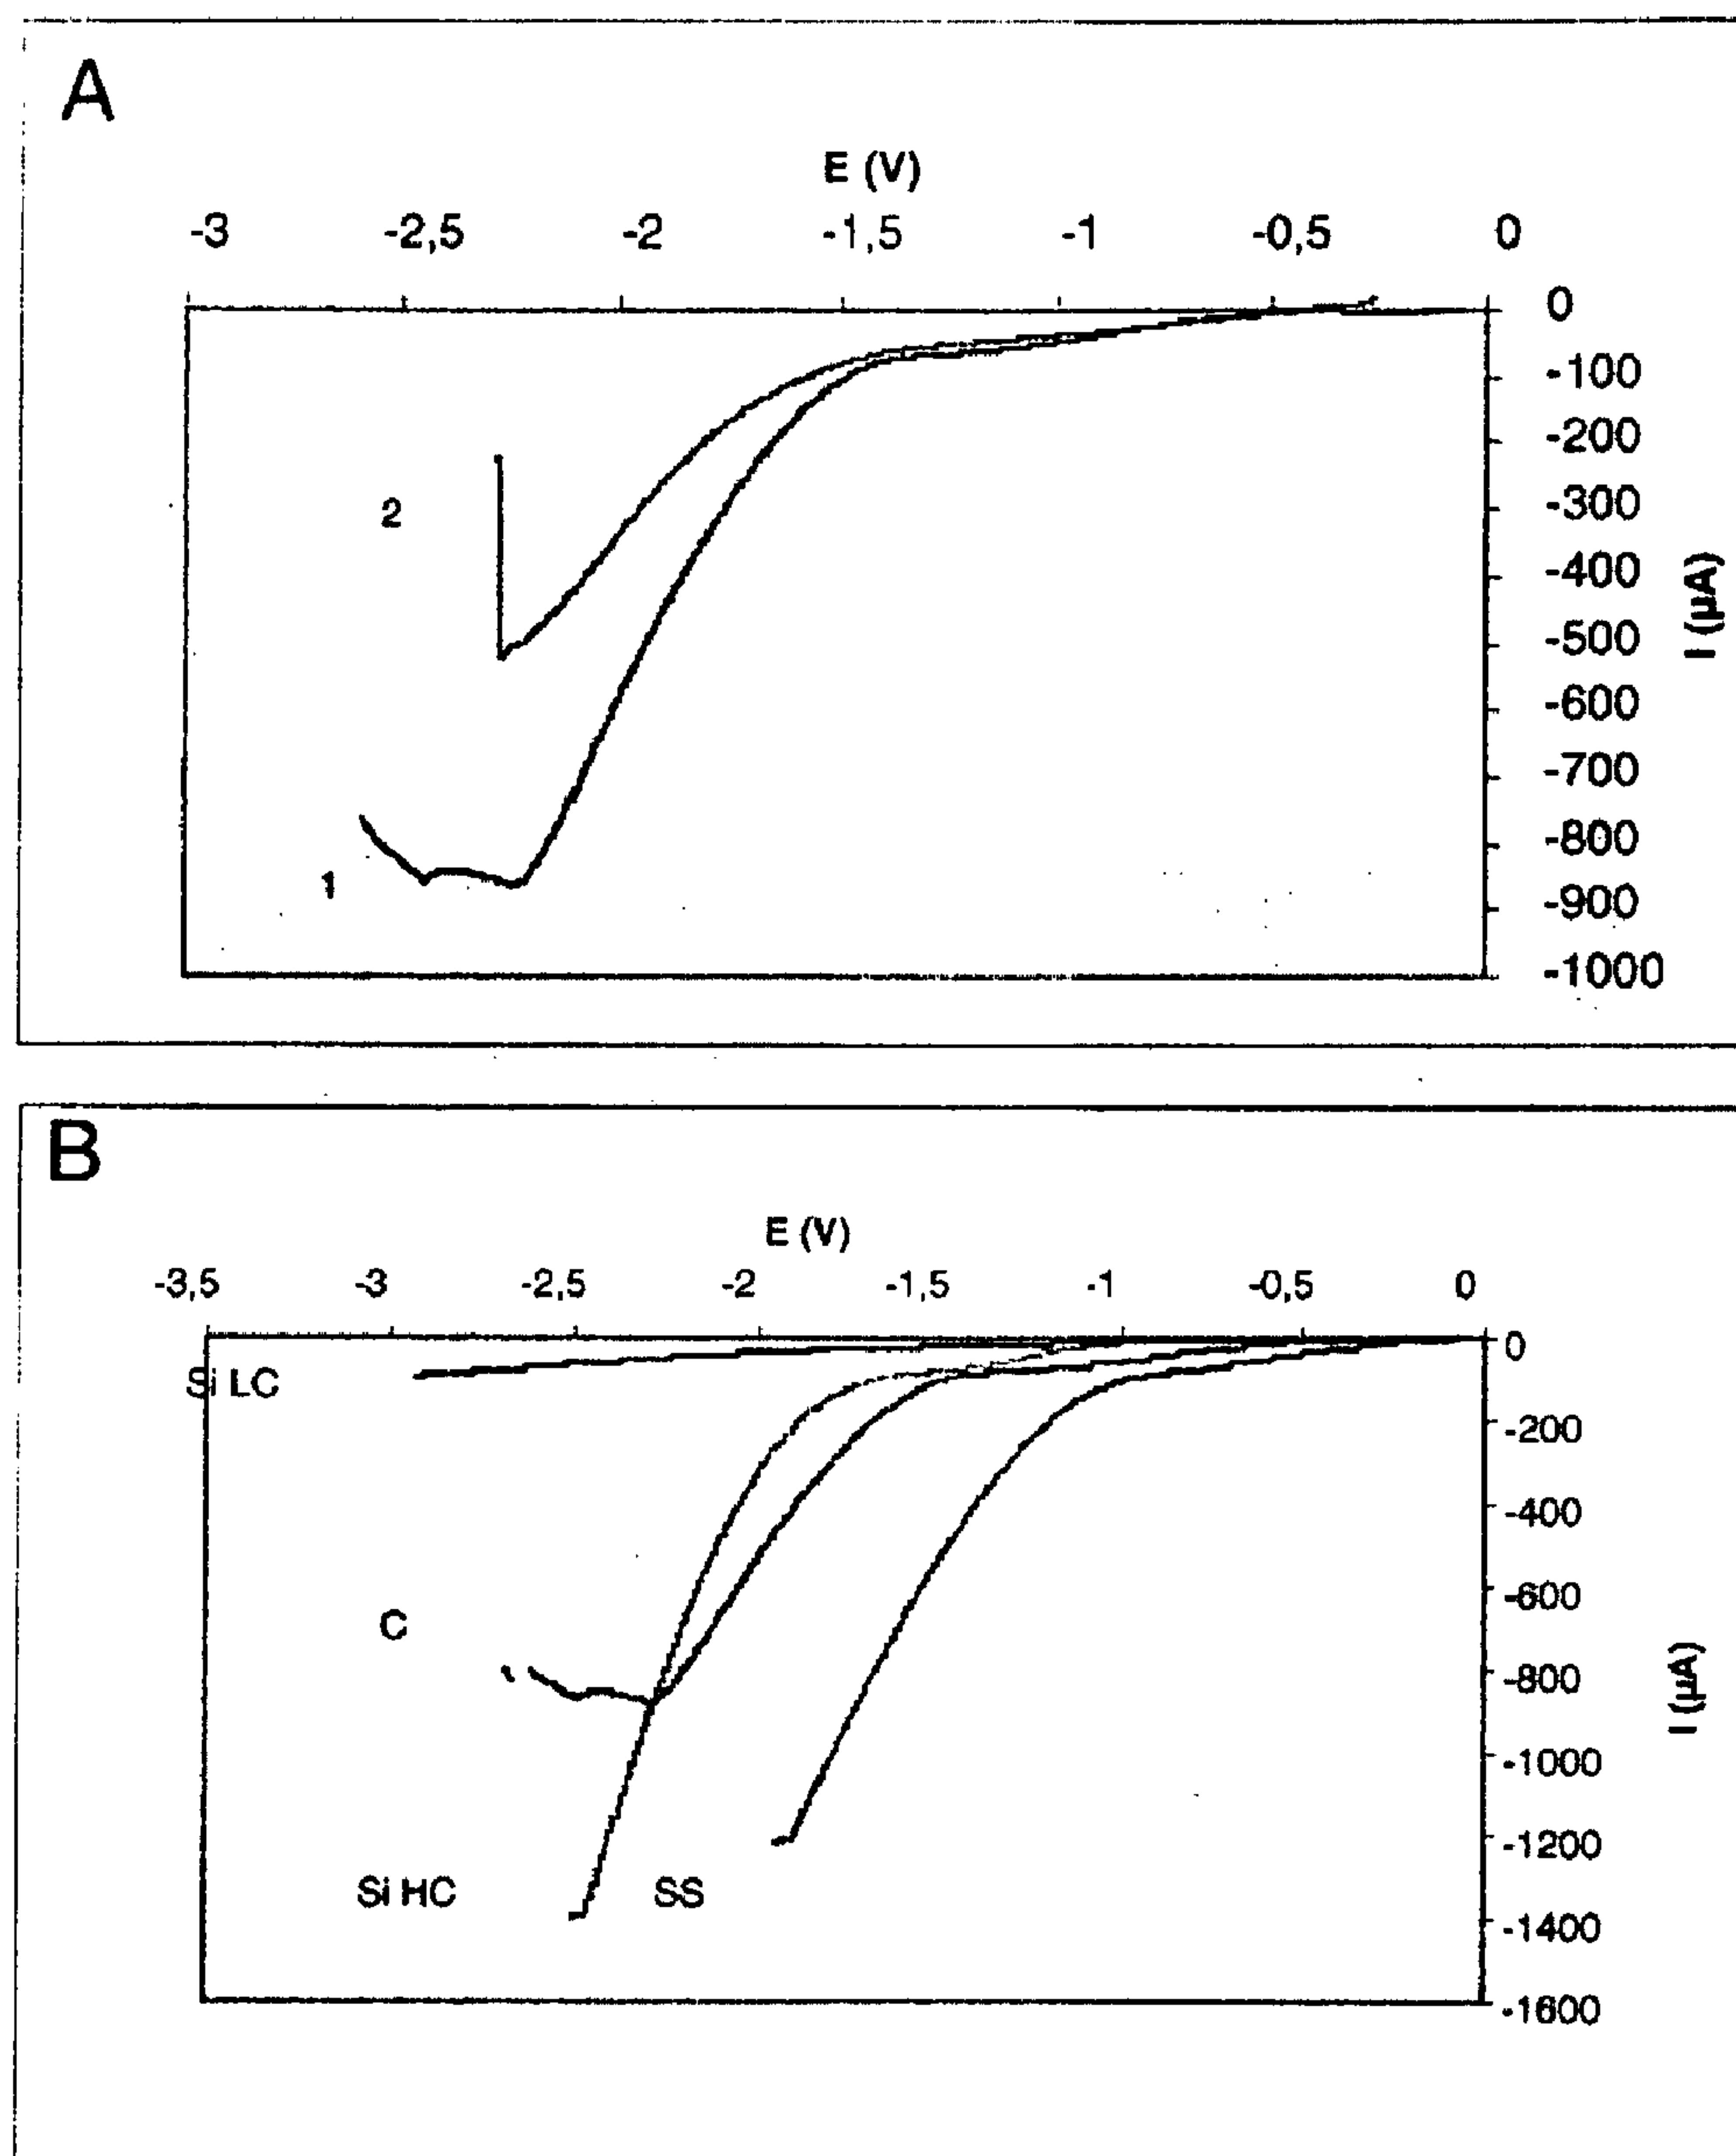 A
E (V)
-3 -2,5 -2 -1,5 -1 -0,5 0
0
-100
-200
2
-300
-400
-500
I (µA)
-600
-700
-800
1
-900
-1000
B
E (V)
-3,5 -3 -2,5 -2 -1,5 -1 -0,5 0
0
Si LC
-200
-400
-600
C
-800
I (µA)
-1000
-1200
Si HC SS
-1400
-1600